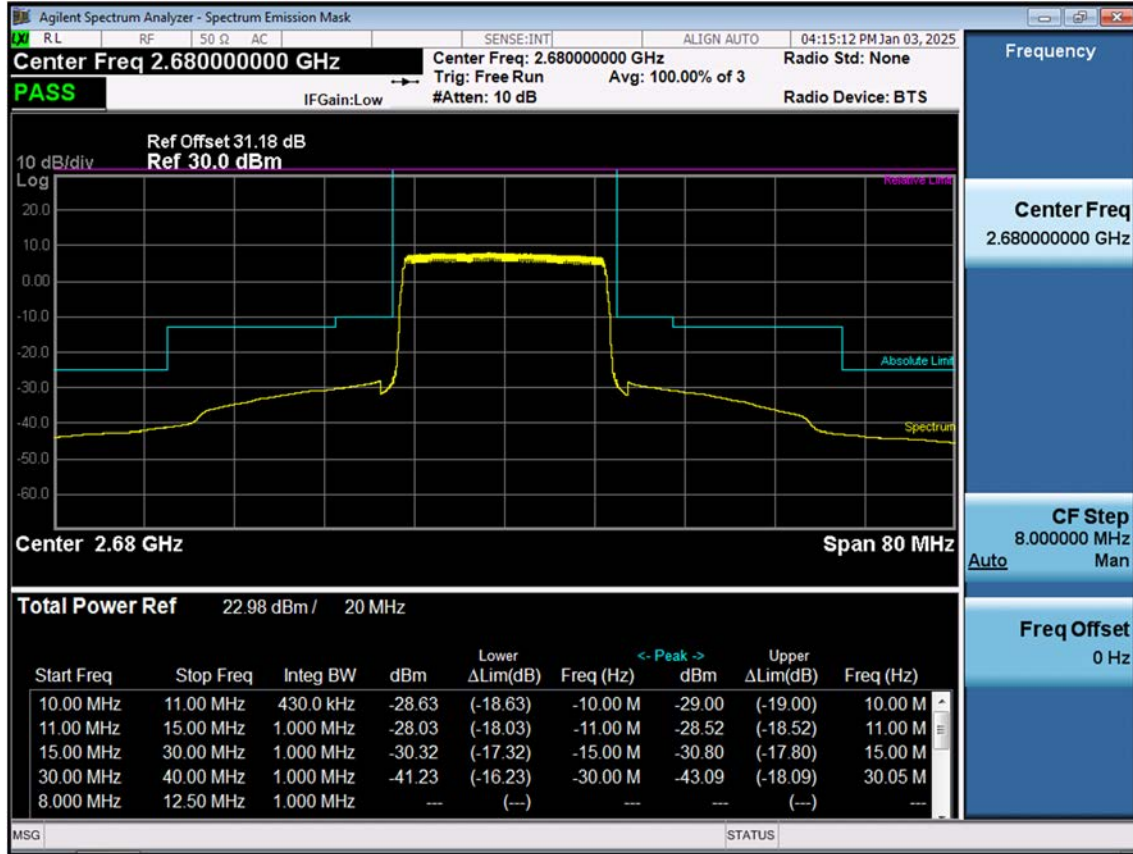 Agilent Spectrum Analyzer - Spectrum Emission Mask
LXI RL RF 50 Ω AC SENSE:INT ALIGN AUTO 04:15:12 PM Jan 03, 2025
Center Freq 2.680000000 GHz
Center Freq: 2.680000000 GHz Radio Std: None
Trig: Free Run Avg: 100.00% of 3
PASS IFGain:Low #Atten: 10 dB Radio Device: BTS
Ref Offset 31.18 dB
10 dB/div Ref 30.0 dBm
Log
Relative Limit
20.0
10.0
0.00
-10.0
-20.0
Absolute Limit
-30.0
-40.0
Spectrum
-50.0
-60.0
Center 2.68 GHz Span 80 MHz
Total Power Ref 22.98 dBm / 20 MHz
Lower <- Peak -> Upper
Start Freq Stop Freq Integ BW dBm ΔLim(dB) Freq (Hz) dBm ΔLim(dB) Freq (Hz)
10.00 MHz 11.00 MHz 430.0 kHz -28.63 (-18.63) -10.00 M -29.00 (-19.00) 10.00 M
11.00 MHz 15.00 MHz 1.000 MHz -28.03 (-18.03) -11.00 M -28.52 (-18.52) 11.00 M
15.00 MHz 30.00 MHz 1.000 MHz -30.32 (-17.32) -15.00 M -30.80 (-17.80) 15.00 M
30.00 MHz 40.00 MHz 1.000 MHz -41.23 (-16.23) -30.00 M -43.09 (-18.09) 30.05 M
8.000 MHz 12.50 MHz 1.000 MHz --- (---) --- --- (---) ---
MSG STATUS
Frequency
Center Freq
2.680000000 GHz
CF Step
8.000000 MHz
Auto Man
Freq Offset
0 Hz